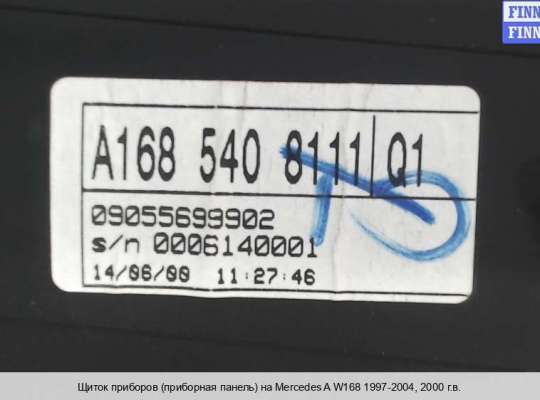 FINN
FINN
A168 540 8111 Q1
09055699902
s/n 0006140001
14/06/00 11:27:46
Щиток приборов (приборная панель) на Mercedes A W168 1997-2004, 2000 г.в.